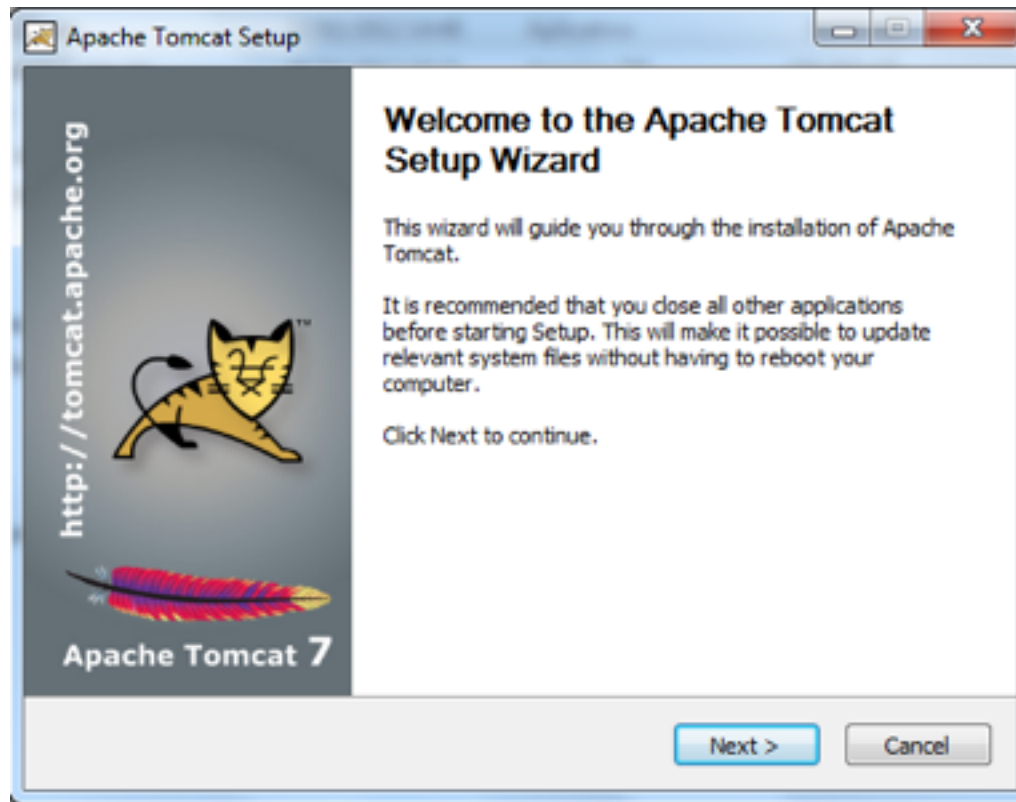 Apache Tomcat Setup
http://tomcat.apache.org
Apache Tomcat 7
Welcome to the Apache Tomcat
Setup Wizard
This wizard will guide you through the installation of Apache
Tomcat.
It is recommended that you close all other applications
before starting Setup. This will make it possible to update
relevant system files without having to reboot your
computer.
Click Next to continue.
Next >
Cancel